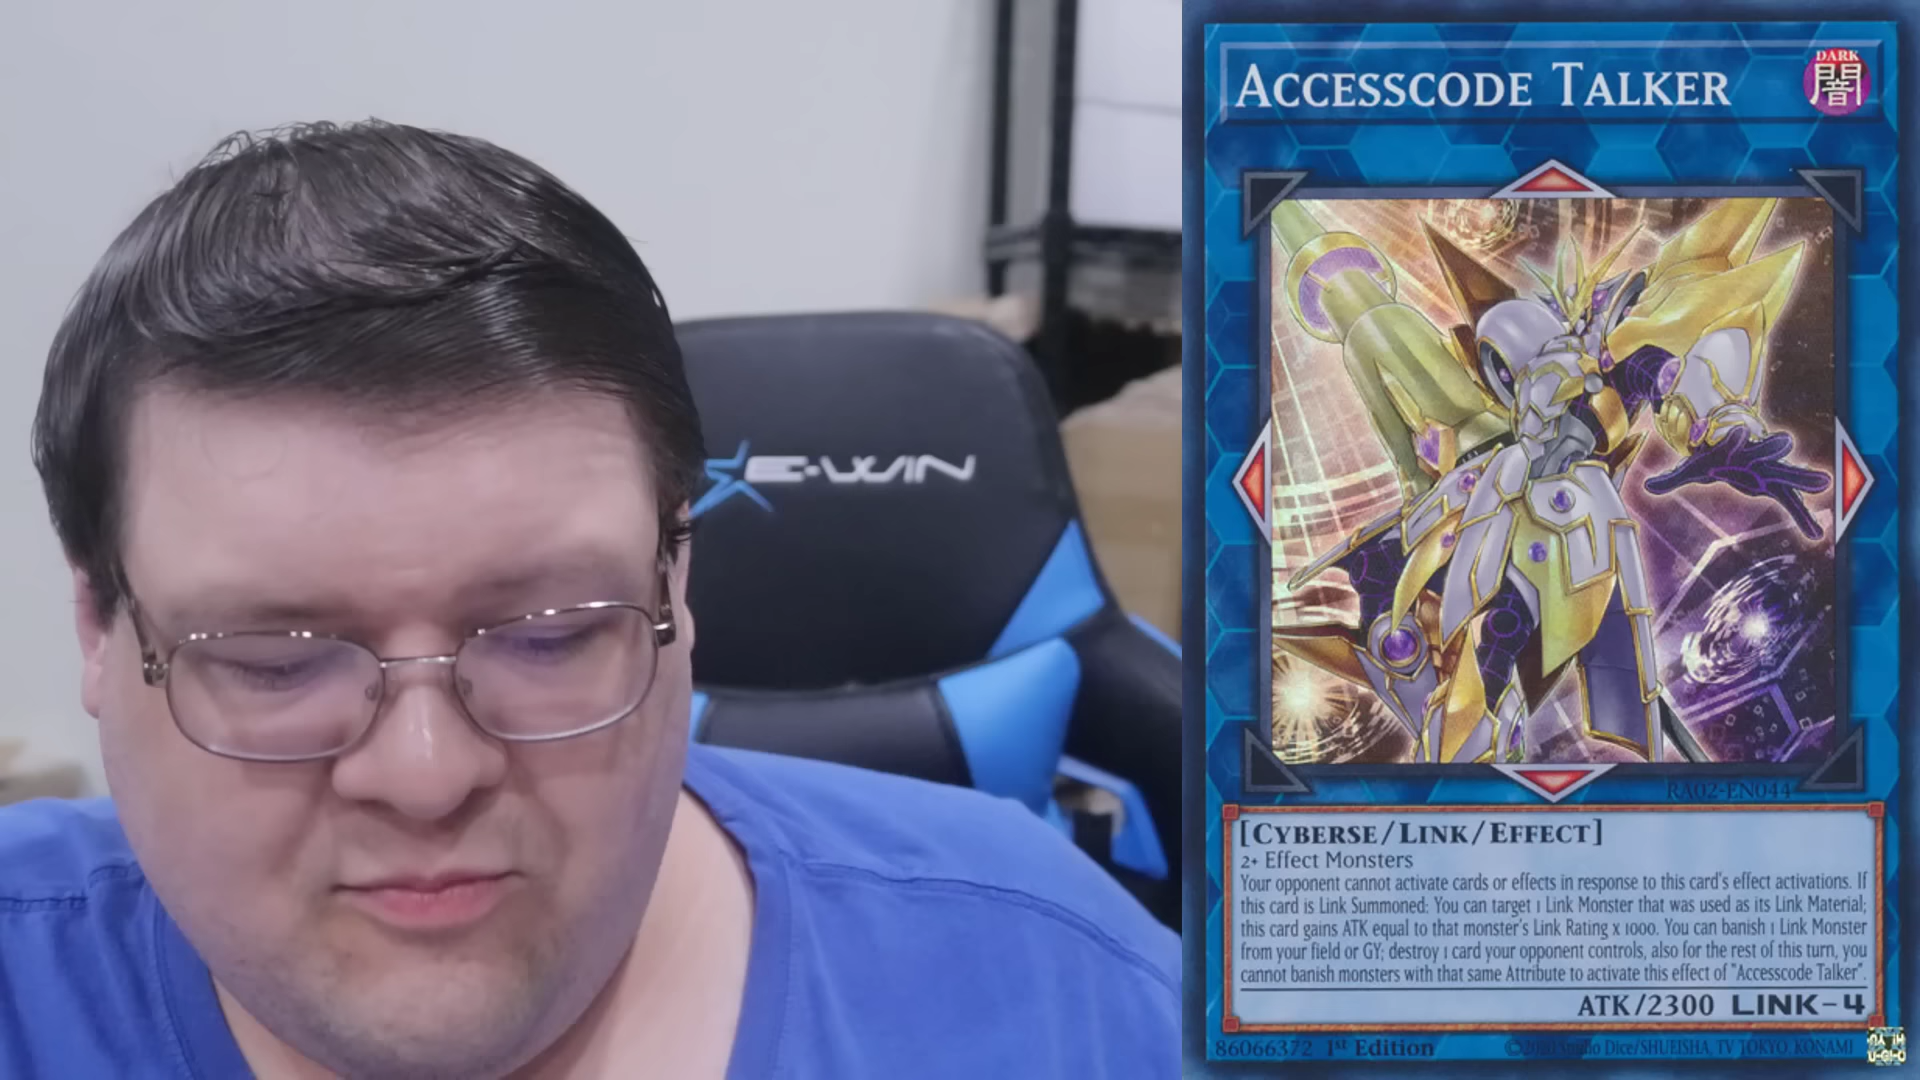 E-WIN
ACCESSCODE TALKER
DARK
闇
RA02-EN044
[CYBERSE/LINK/EFFECT]
2+ Effect Monsters
Your opponent cannot activate cards or effects in response to this card's effect activations. If
this card is Link Summoned: You can target 1 Link Monster that was used as its Link Material;
this card gains ATK equal to that monster's Link Rating x 1000. You can banish 1 Link Monster
from your field or GY; destroy 1 card your opponent controls, also for the rest of this turn, you
cannot banish monsters with that same Attribute to activate this effect of "Accesscode Talker".
ATK/2300 LINK-4
86066372 1st Edition
©2020 Studio Dice/SHUEISHA, TV TOKYO, KONAMI